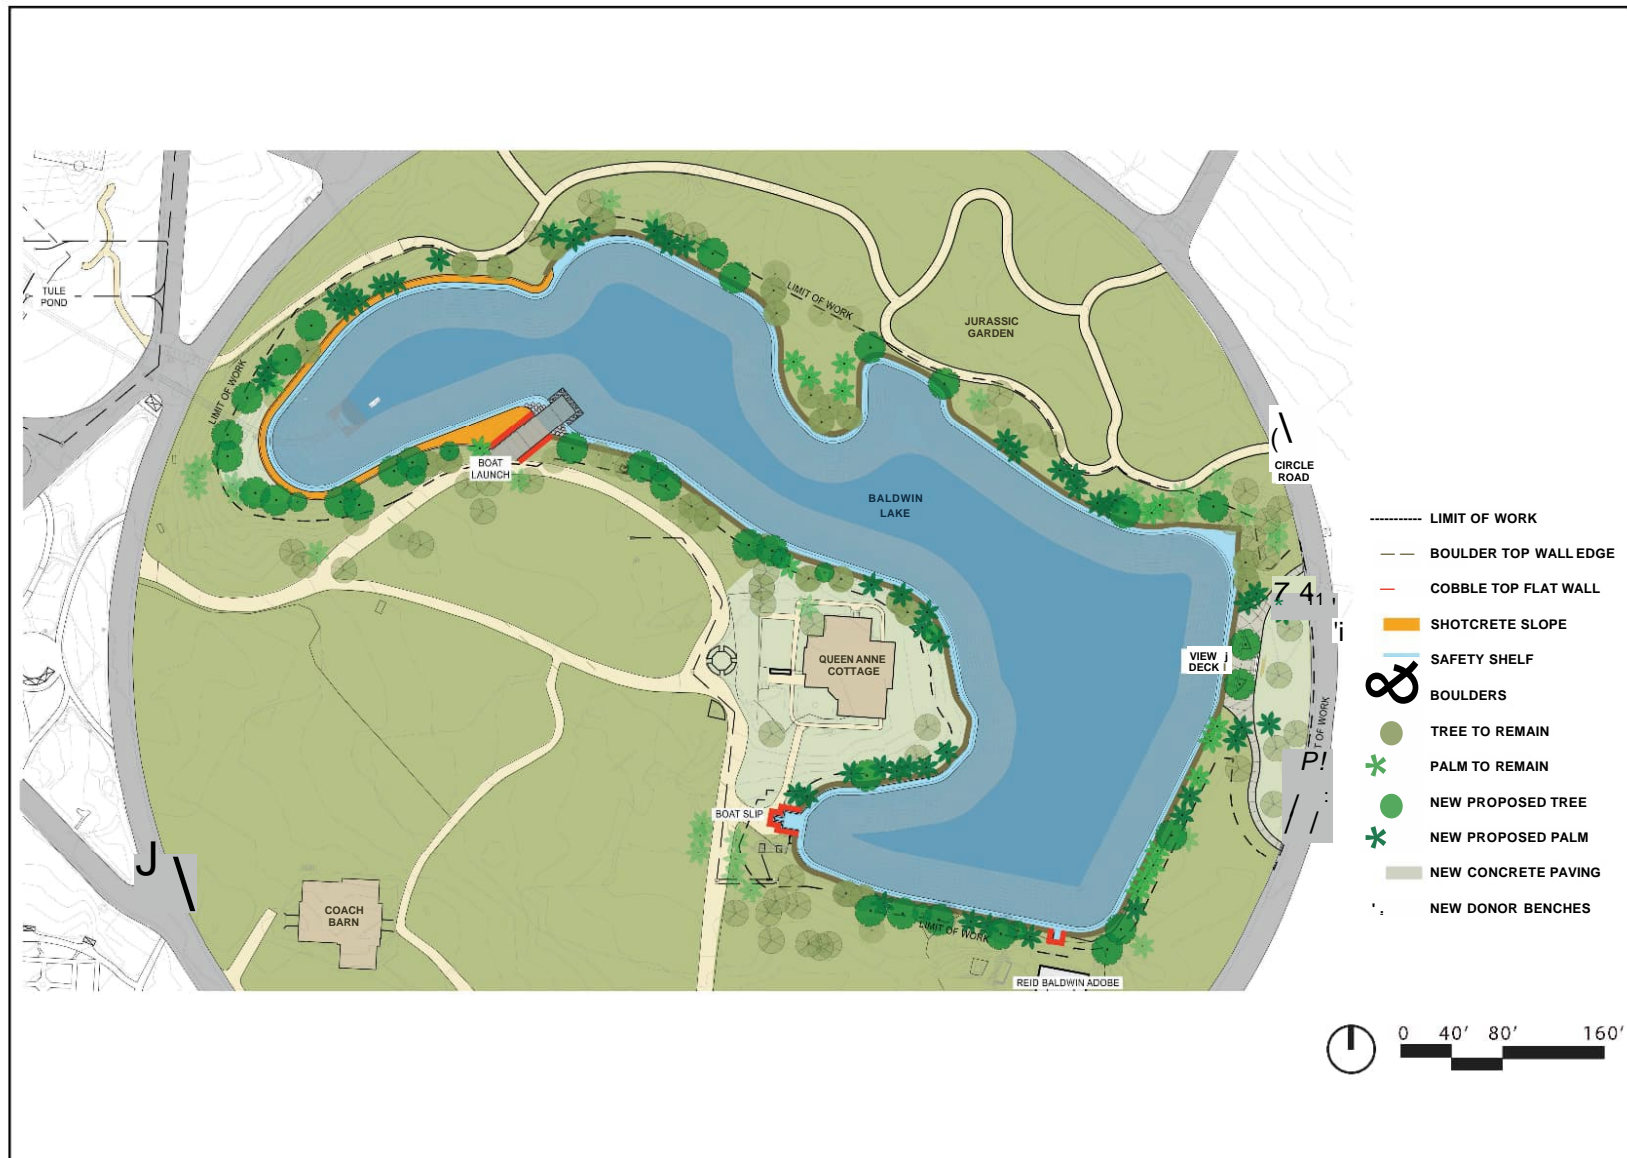 TULE
POND
LIMIT OF WORK
LIMIT OF WORK
JURASSIC
GARDEN
BOAT
LAUNCH
BALDWIN
LAKE
CIRCLE
ROAD
QUEEN ANNE
COTTAGE
VIEW
DECK
T OF WORK
BOAT SLIP
COACH
BARN
LIMIT OF WORK
REID BALDWIN ADOBE
LIMIT OF WORK
BOULDER TOP WALL EDGE
COBBLE TOP FLAT WALL
SHOTCRETE SLOPE
SAFETY SHELF
BOULDERS
TREE TO REMAIN
PALM TO REMAIN
NEW PROPOSED TREE
NEW PROPOSED PALM
NEW CONCRETE PAVING
NEW DONOR BENCHES
0 40' 80' 160'